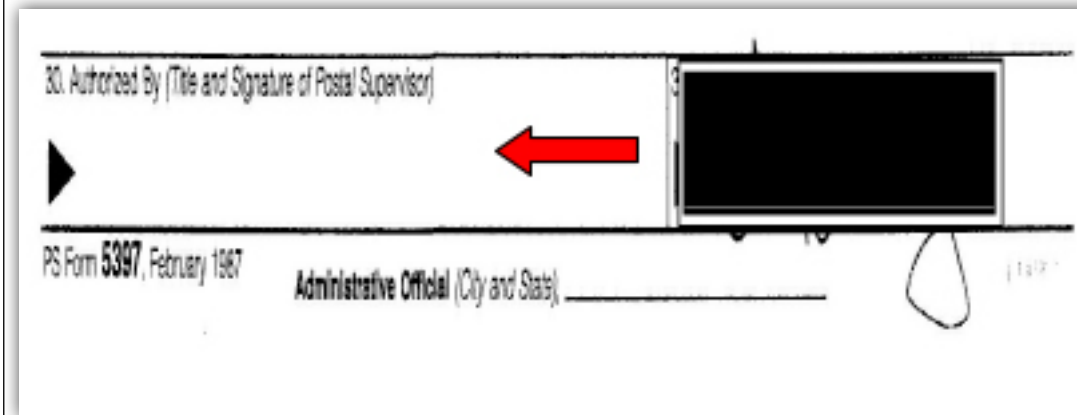 30. Authorized By (Title and Signature of Postal Supervisor)
PS Form 5397, February 1987
Administrative Official (City and State),